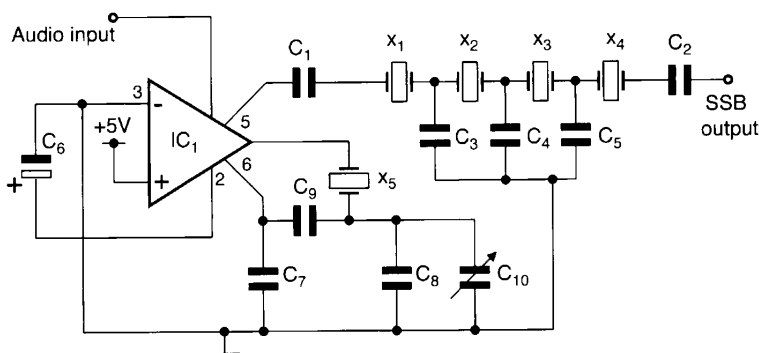 Audio input
C1
x1
x2
x3
x4
C2
3
-
5
+5V
IC1
C6
+
+
6
2
x5
C3
C4
C5
SSB
output
C9
C7
C8
C10